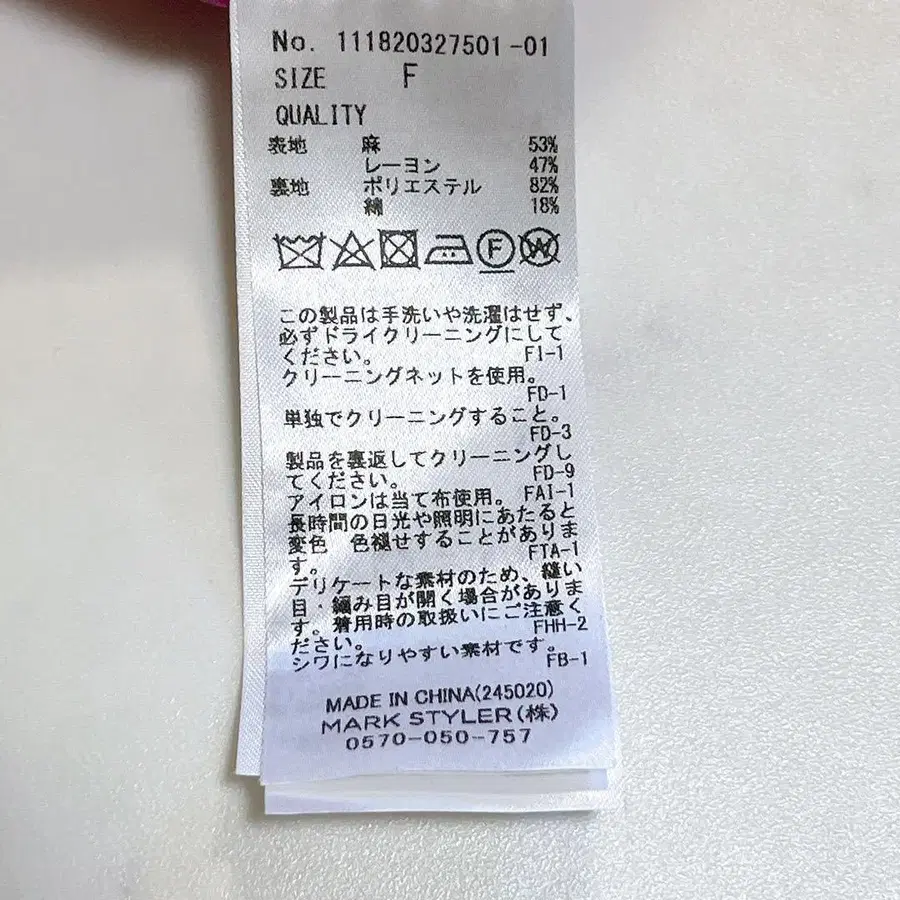 No. 111820327501-01
SIZE F
QUALITY
表地 麻 53%
レーヨン 47%
裏地 ポリエステル 82%
綿 18%
F W
この製品は手洗いや洗濯はせず、
必ずドライクリーニングにして
ください。 FI-1
クリーニングネットを使用。
FD-1
単独でクリーニングすること。
FD-3
製品を裏返してクリーニングし
てください。 FD-9
アイロンは当て布使用。 FAI-1
長時間の日光や照明にあたると
変色 色褪せすることがありま
す。 FTA-1
デリケートな素材のため、縫い
目・編み目が開く場合がありま
す。着用時の取扱いにご注意く
ださい。 FHH-2
シワになりやすい素材です。
FB-1
MADE IN CHINA(245020)
MARK STYLER(株)
0570-050-757